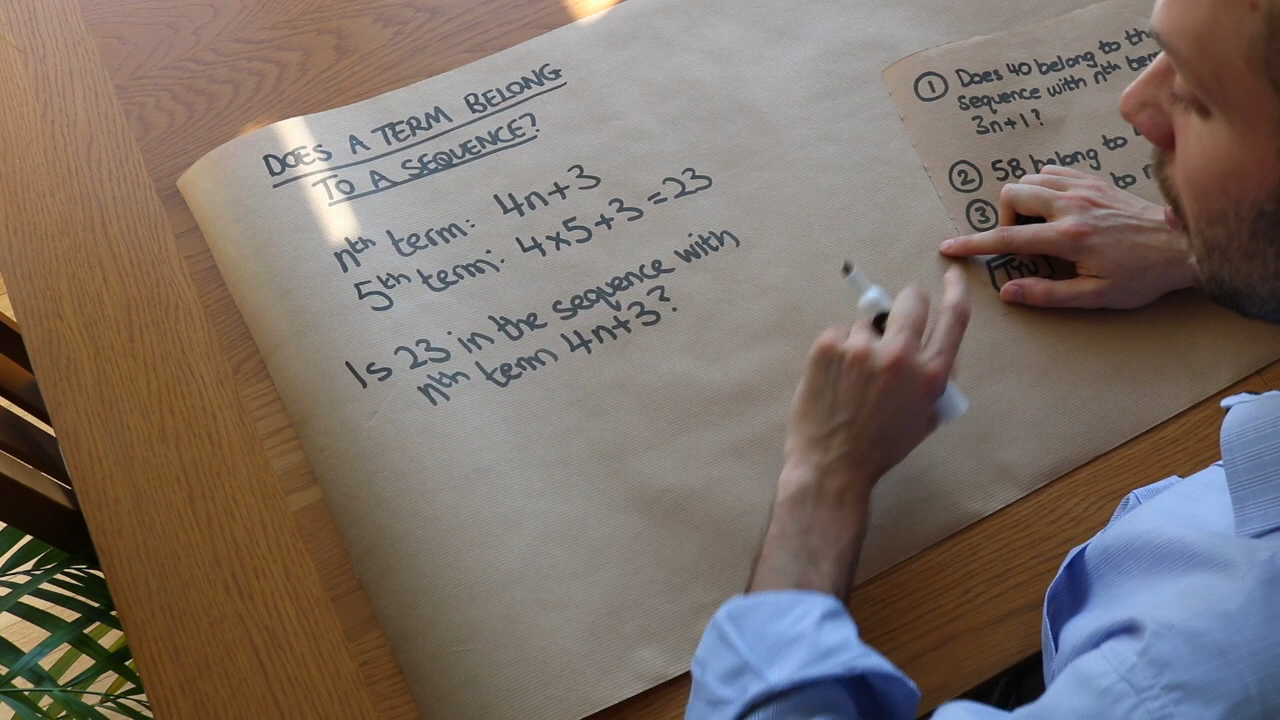 DOES A TERM BELONG
TO A SEQUENCE?
nth term: 4n+3
5th term: 4×5+3=23
Is 23 in the sequence with
nth term 4n+3?
① Does 40 belong to
sequence with nth
3n+1?
② 58 belong to
to
③
TYU